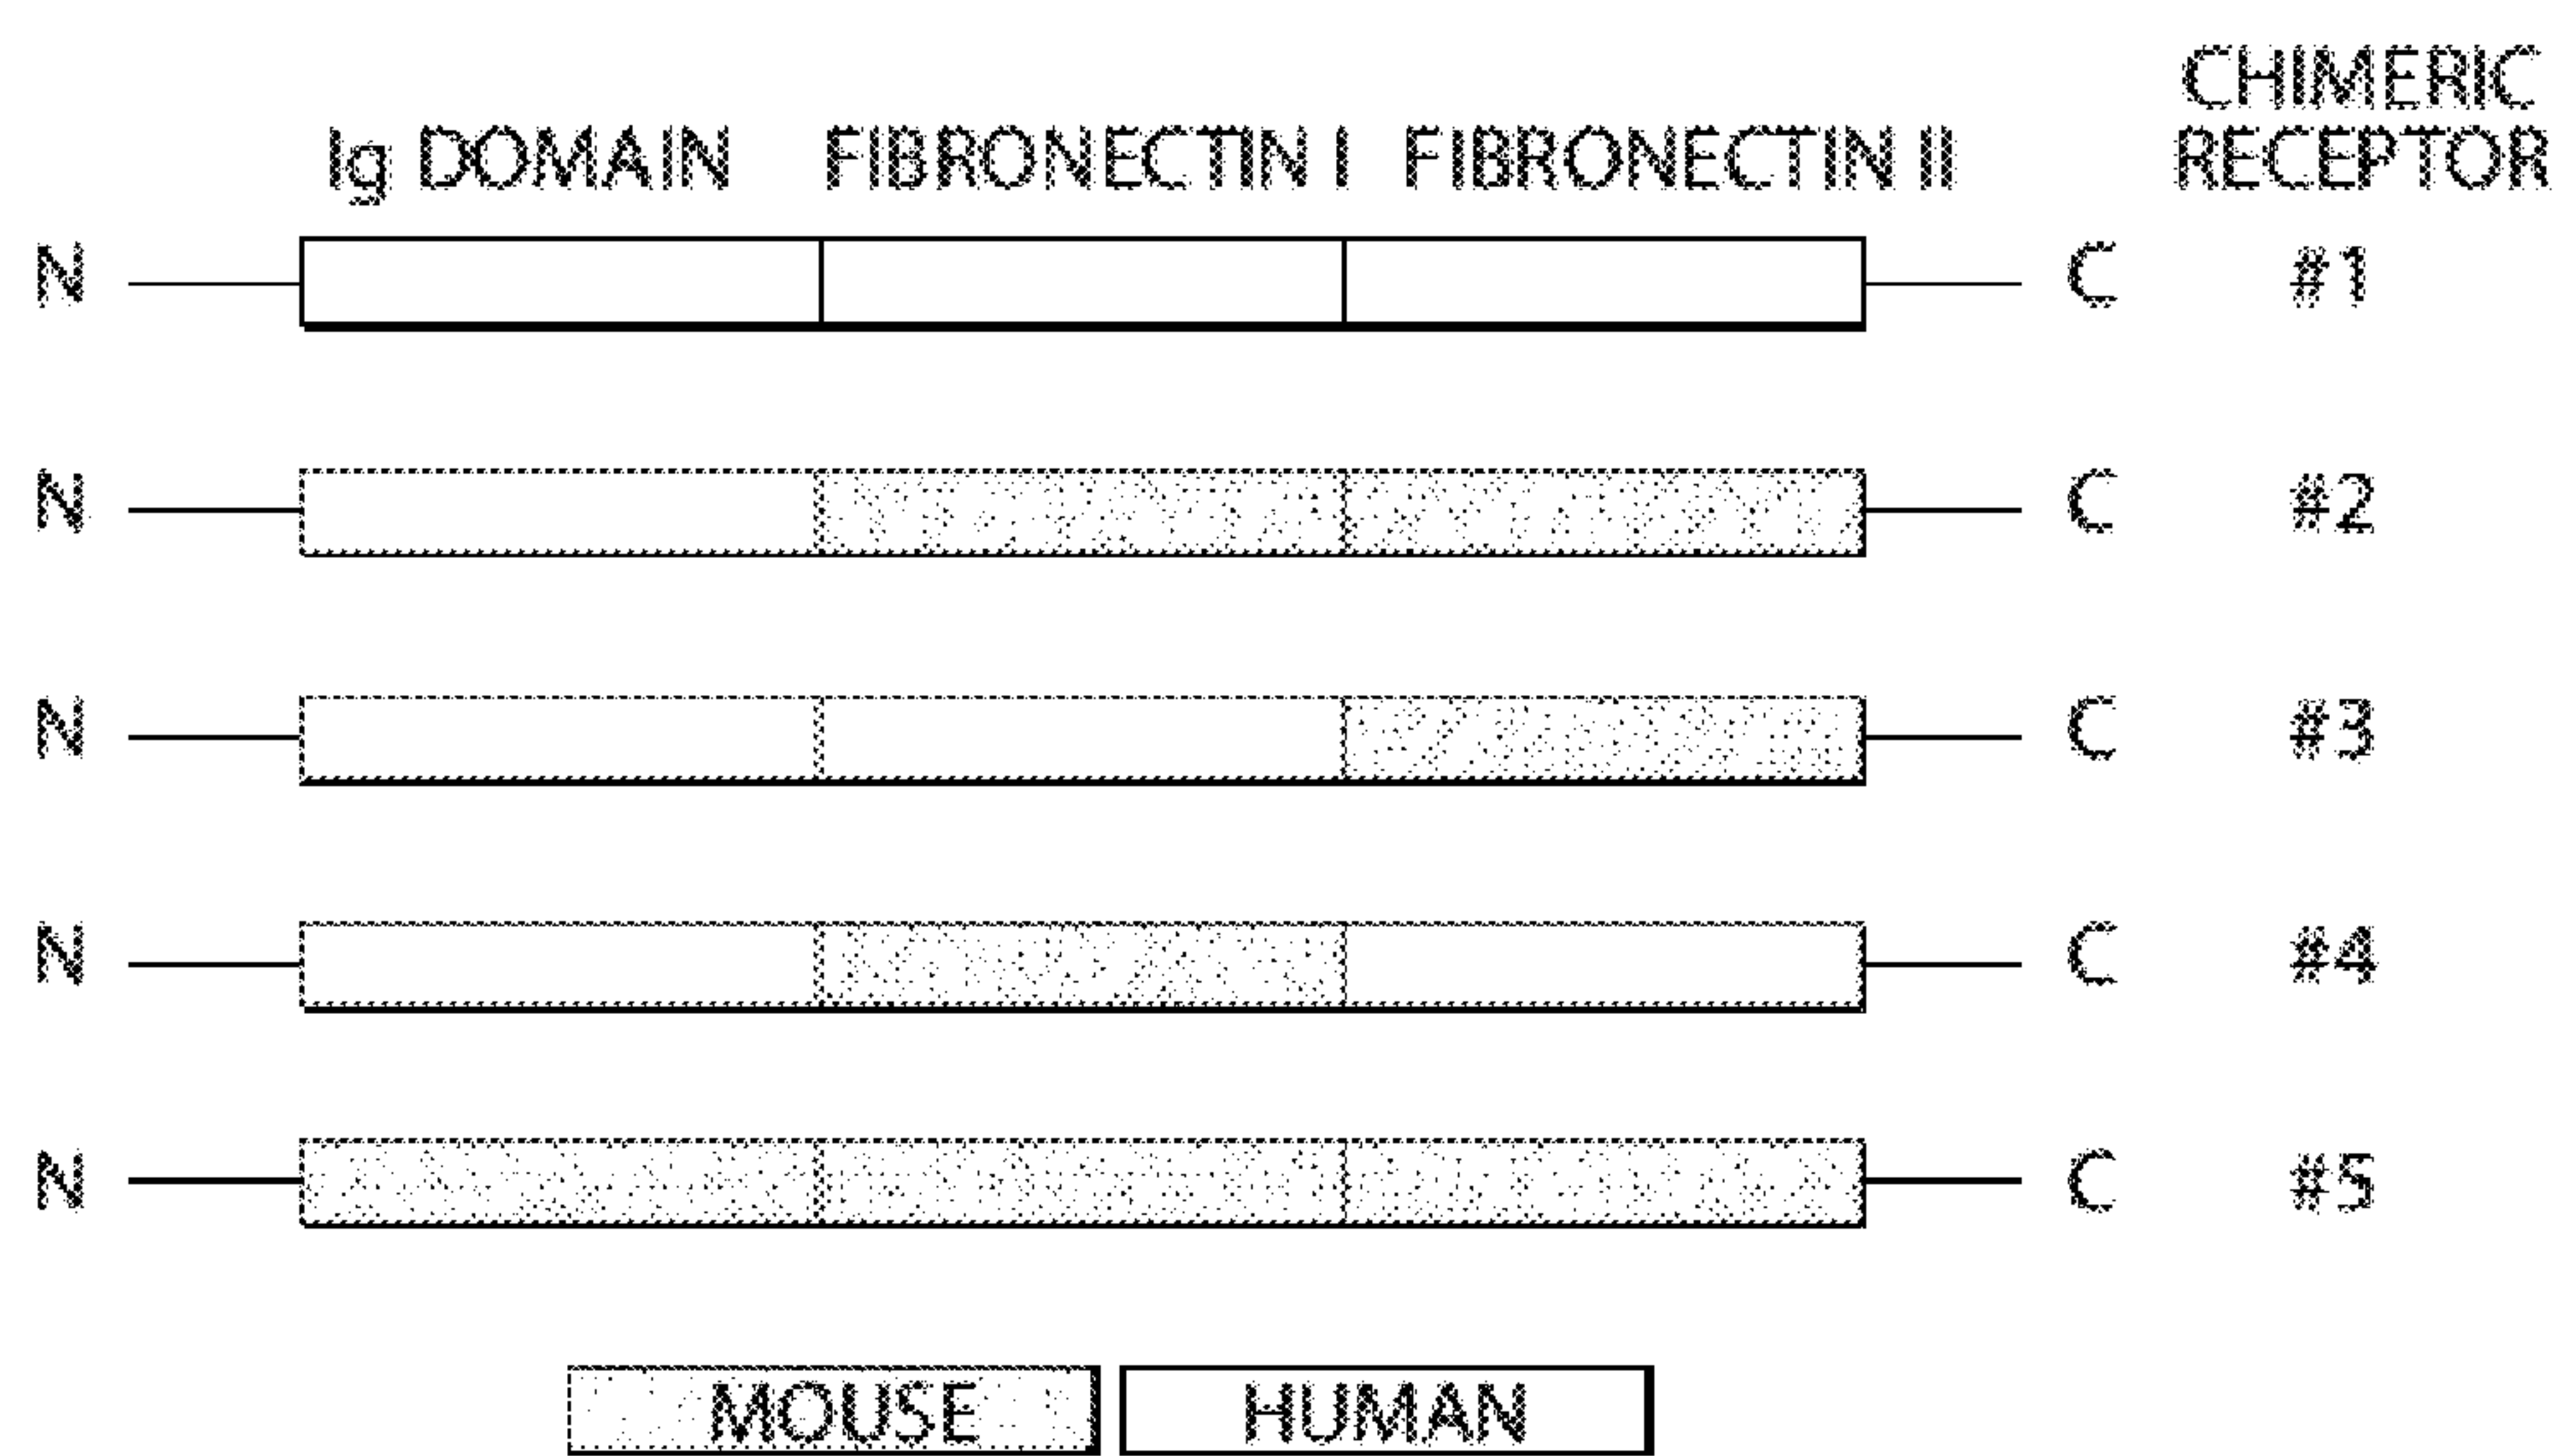 CHIMERIC
Ig DOMAIN FIBRONECTIN I FIBRONECTIN II RECEPTOR
N C #1
N C #2
N C #3
N C #4
N C #5
MOUSE HUMAN